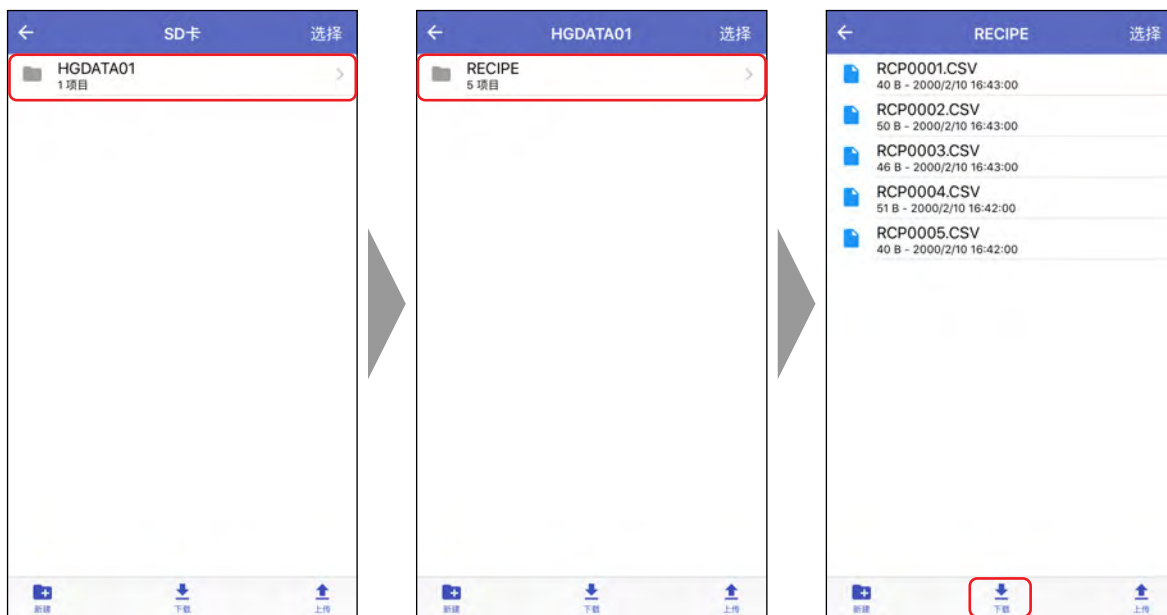 SD卡
选择
HGDATA01
1 项目
新建
下载
上传
HGDATA01
选择
RECIPE
5 项目
新建
下载
上传
RECIPE
选择
RCP0001.CSV
40 B - 2000/2/10 16:43:00
RCP0002.CSV
50 B - 2000/2/10 16:43:00
RCP0003.CSV
46 B - 2000/2/10 16:43:00
RCP0004.CSV
51 B - 2000/2/10 16:42:00
RCP0005.CSV
40 B - 2000/2/10 16:42:00
新建
下载
上传